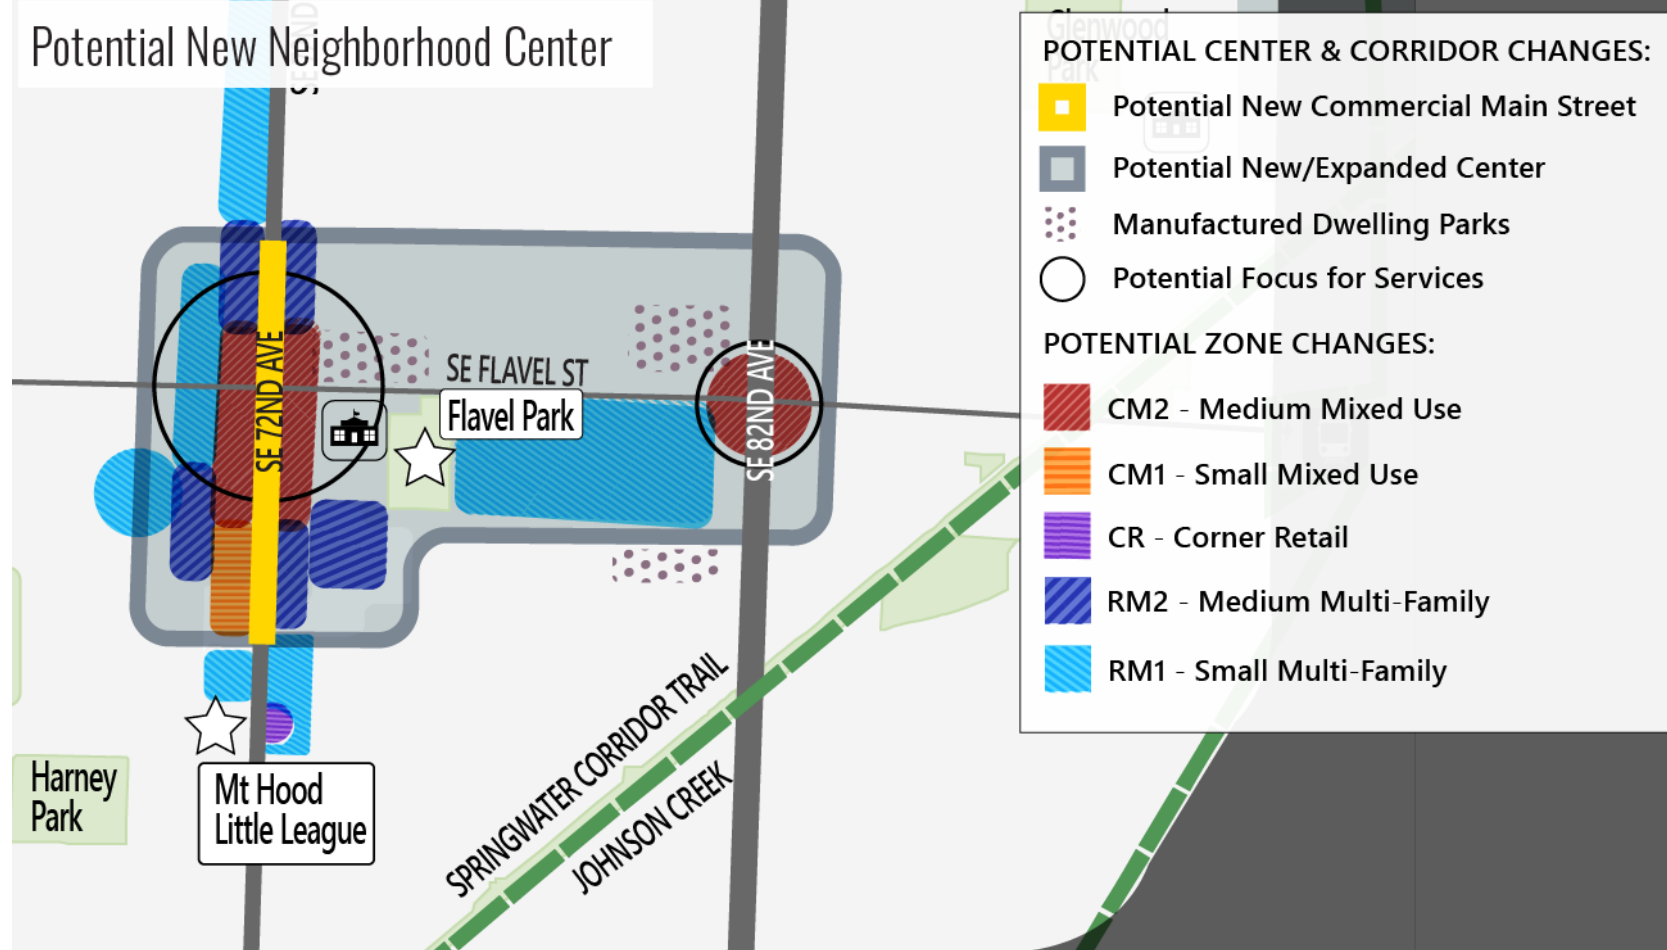 Potential New Neighborhood Center
SE 72ND AVE
SE FLAVEL ST
Flavel Park
SE 82ND AVE
Harney
Park
Mt Hood
Little League
SPRINGWATER CORRIDOR TRAIL
JOHNSON CREEK
Glenwood
Park
POTENTIAL CENTER & CORRIDOR CHANGES:
Potential New Commercial Main Street
Potential New/Expanded Center
Manufactured Dwelling Parks
Potential Focus for Services
POTENTIAL ZONE CHANGES:
CM2 - Medium Mixed Use
CM1 - Small Mixed Use
CR - Corner Retail
RM2 - Medium Multi-Family
RM1 - Small Multi-Family